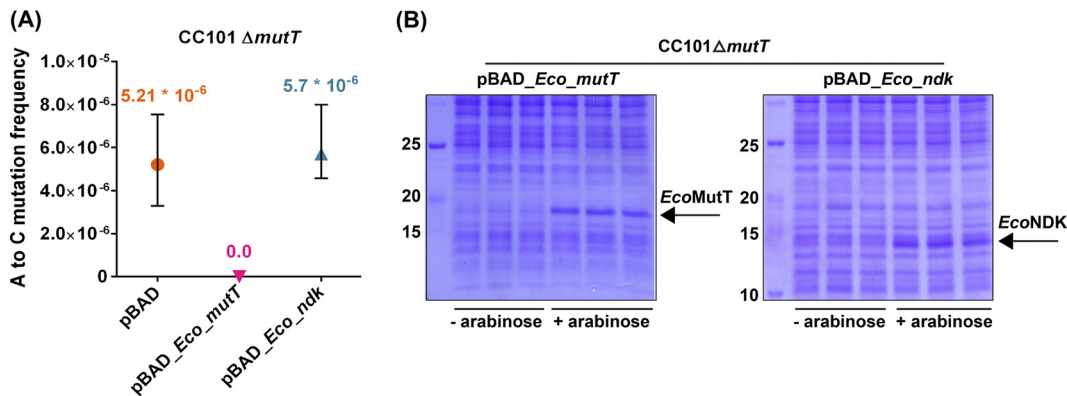 (A)
CC101 ΔmutT
A to C mutation frequency
1.0×10⁻⁵
8.0×10⁻⁶
6.0×10⁻⁶
4.0×10⁻⁶
2.0×10⁻⁶
0
5.21 * 10⁻⁶
0.0
5.7 * 10⁻⁶
pBAD
pBAD_Eco_mutT
pBAD_Eco_ndk
(B)
CC101ΔmutT
pBAD_Eco_mutT
pBAD_Eco_ndk
25
20
15
EcoMutT
- arabinose
+ arabinose
25
20
15
10
EcoNDK
- arabinose
+ arabinose